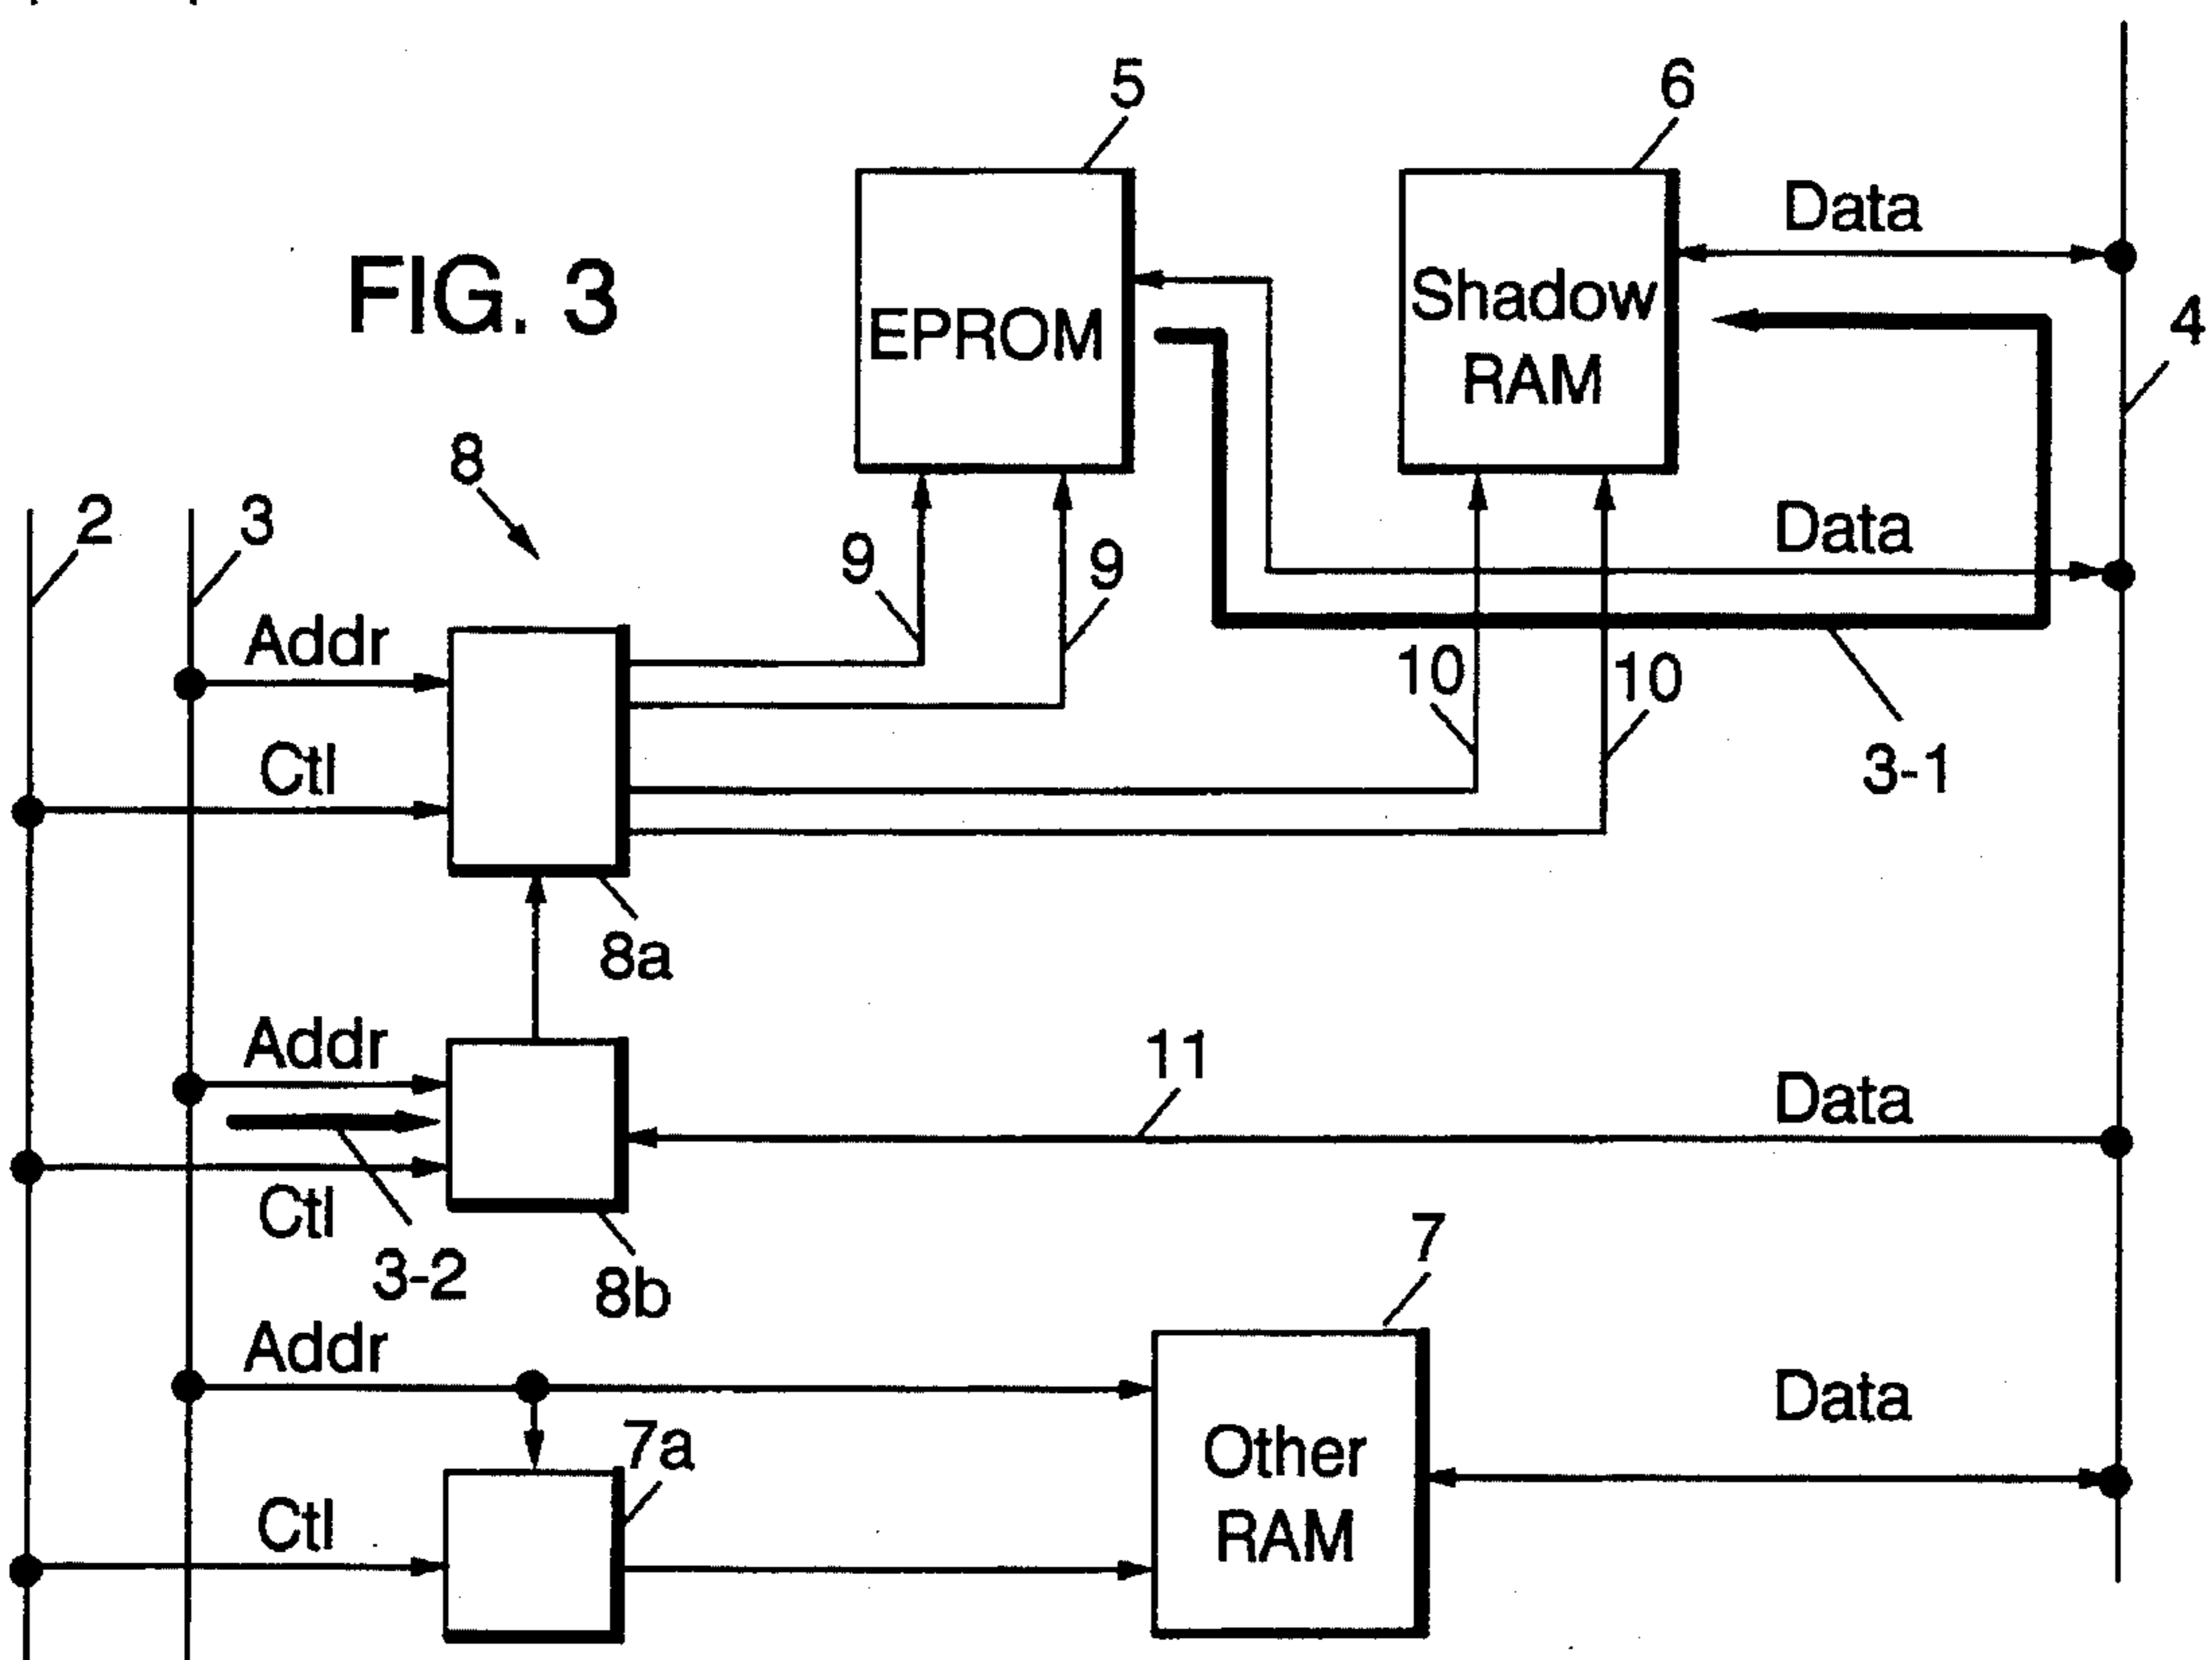 5
6
Data
FIG. 3
EPROM
Shadow
RAM
4
8
2
3
9
9
Data
Addr
10
10
Ctl
3-1
8a
Addr
11
Data
Ctl
3-2
8b
7
Addr
Data
7a
Other
RAM
Ctl